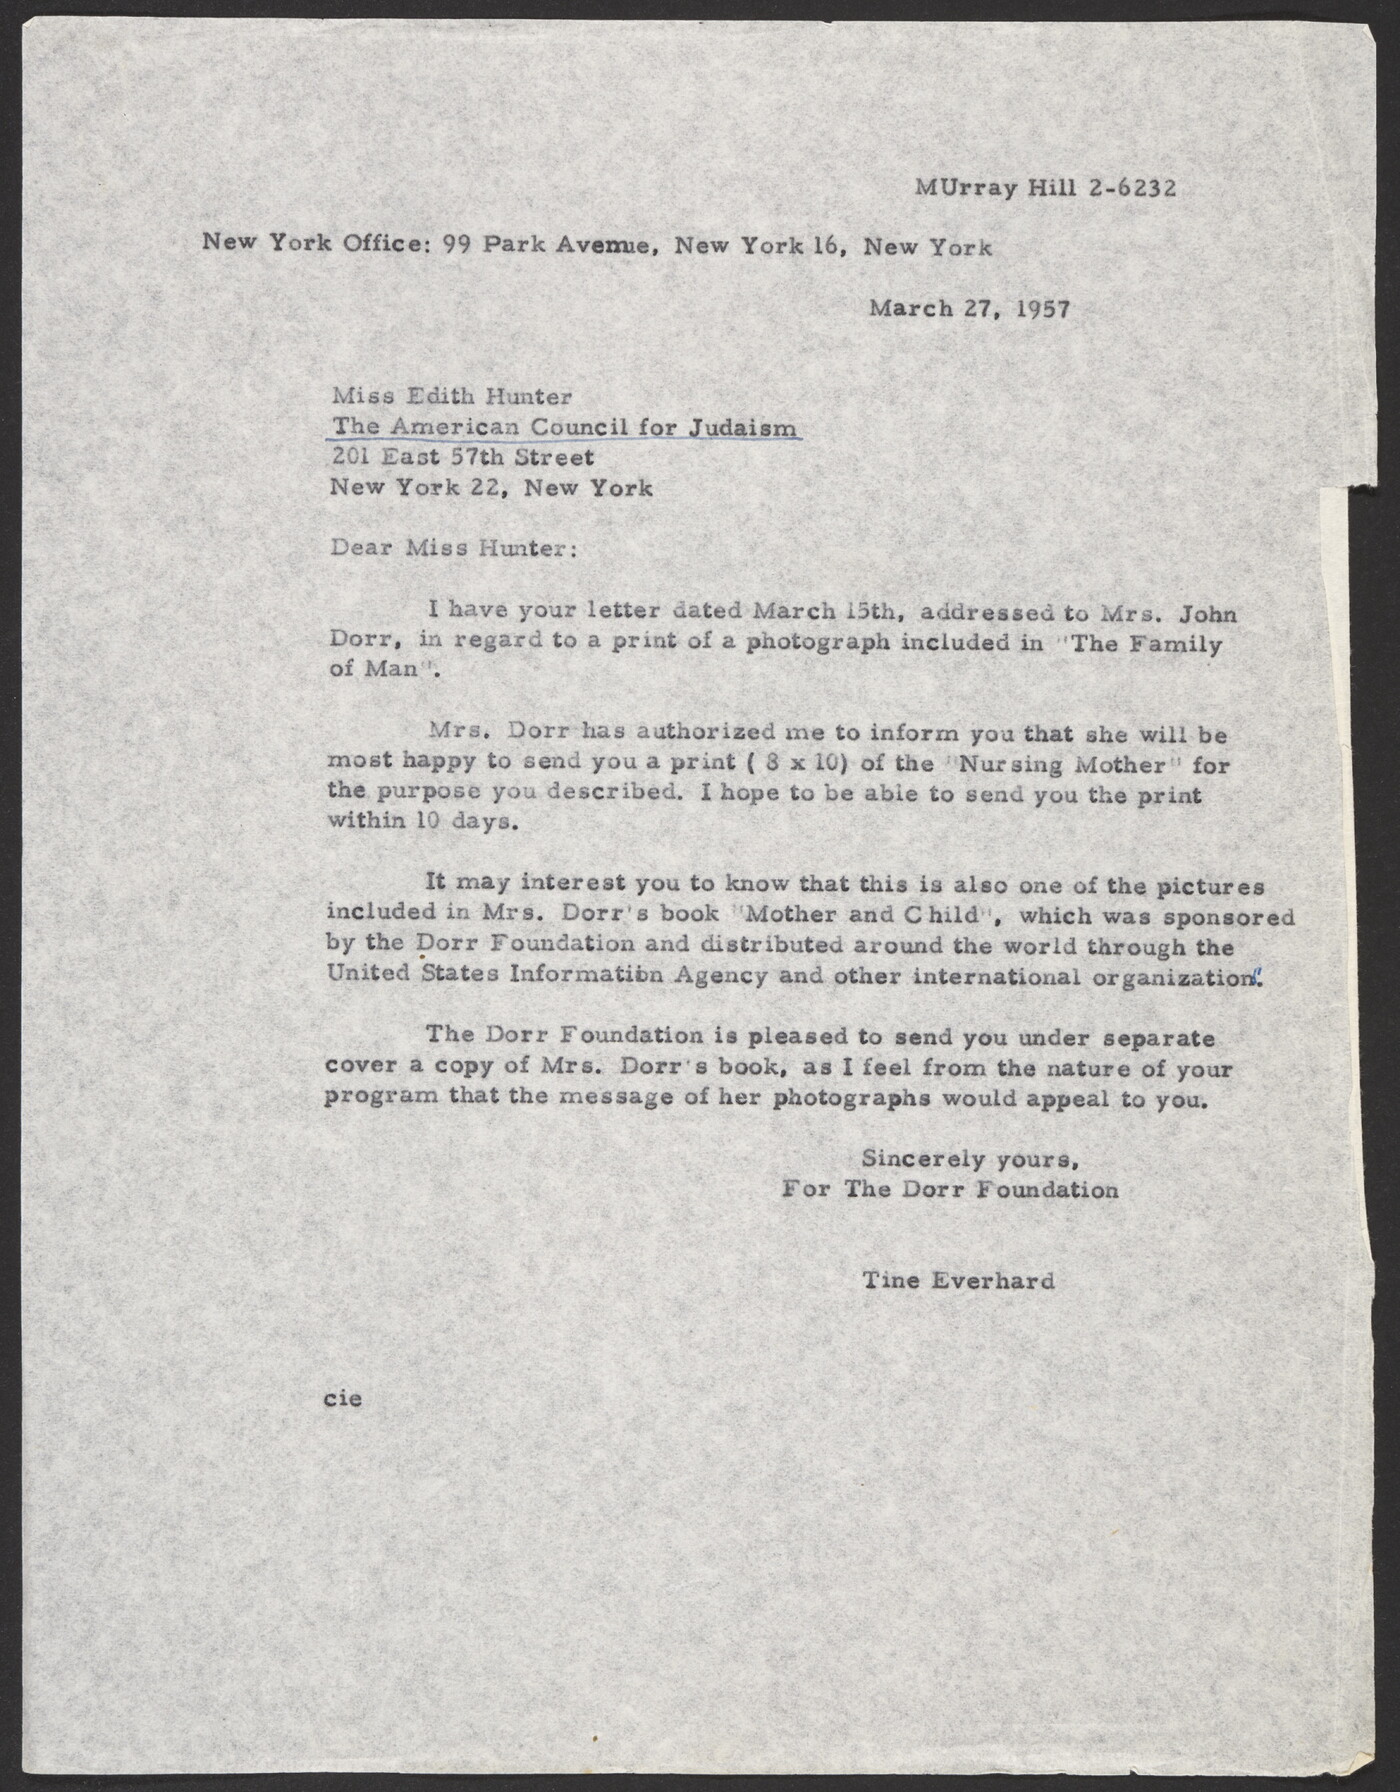 MUrray Hill 2-6232
New York Office: 99 Park Avenue, New York 16, New York
March 27, 1957
Miss Edith Hunter
The American Council for Judaism
201 East 57th Street
New York 22, New York
Dear Miss Hunter:
I have your letter dated March 15th, addressed to Mrs. John
Dorr, in regard to a print of a photograph included in "The Family
of Man".
Mrs. Dorr has authorized me to inform you that she will be
most happy to send you a print ( 8 x 10) of the "Nursing Mother" for
the purpose you described. I hope to be able to send you the print
within 10 days.
It may interest you to know that this is also one of the pictures
included in Mrs. Dorr's book "Mother and Child", which was sponsored
by the Dorr Foundation and distributed around the world through the
United States Information Agency and other international organizations.
The Dorr Foundation is pleased to send you under separate
cover a copy of Mrs. Dorr's book, as I feel from the nature of your
program that the message of her photographs would appeal to you.
Sincerely yours,
For The Dorr Foundation
Tine Everhard
cie